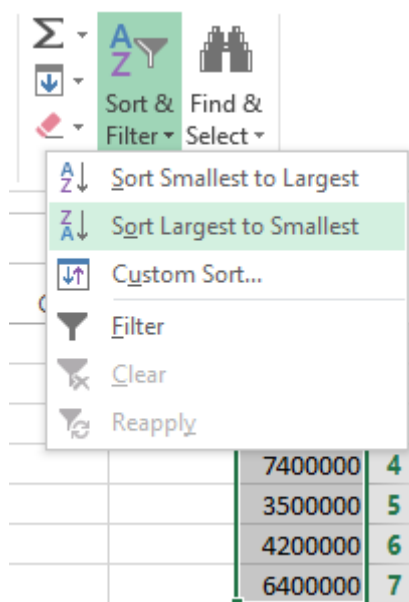 Sort & Find &
Filter Select
Sort Smallest to Largest
Sort Largest to Smallest
Custom Sort...
Filter
Clear
Reapply
7400000 4
3500000 5
4200000 6
6400000 7